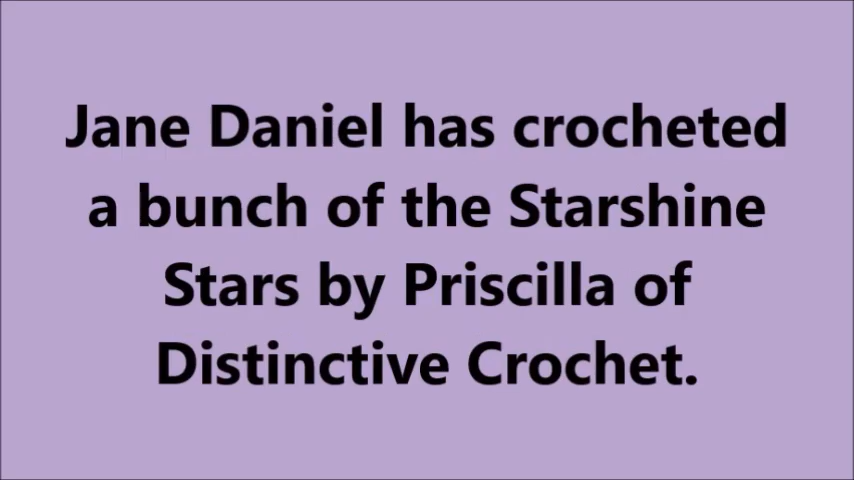 Jane Daniel has crocheted
a bunch of the Starshine
Stars by Priscilla of
Distinctive Crochet.